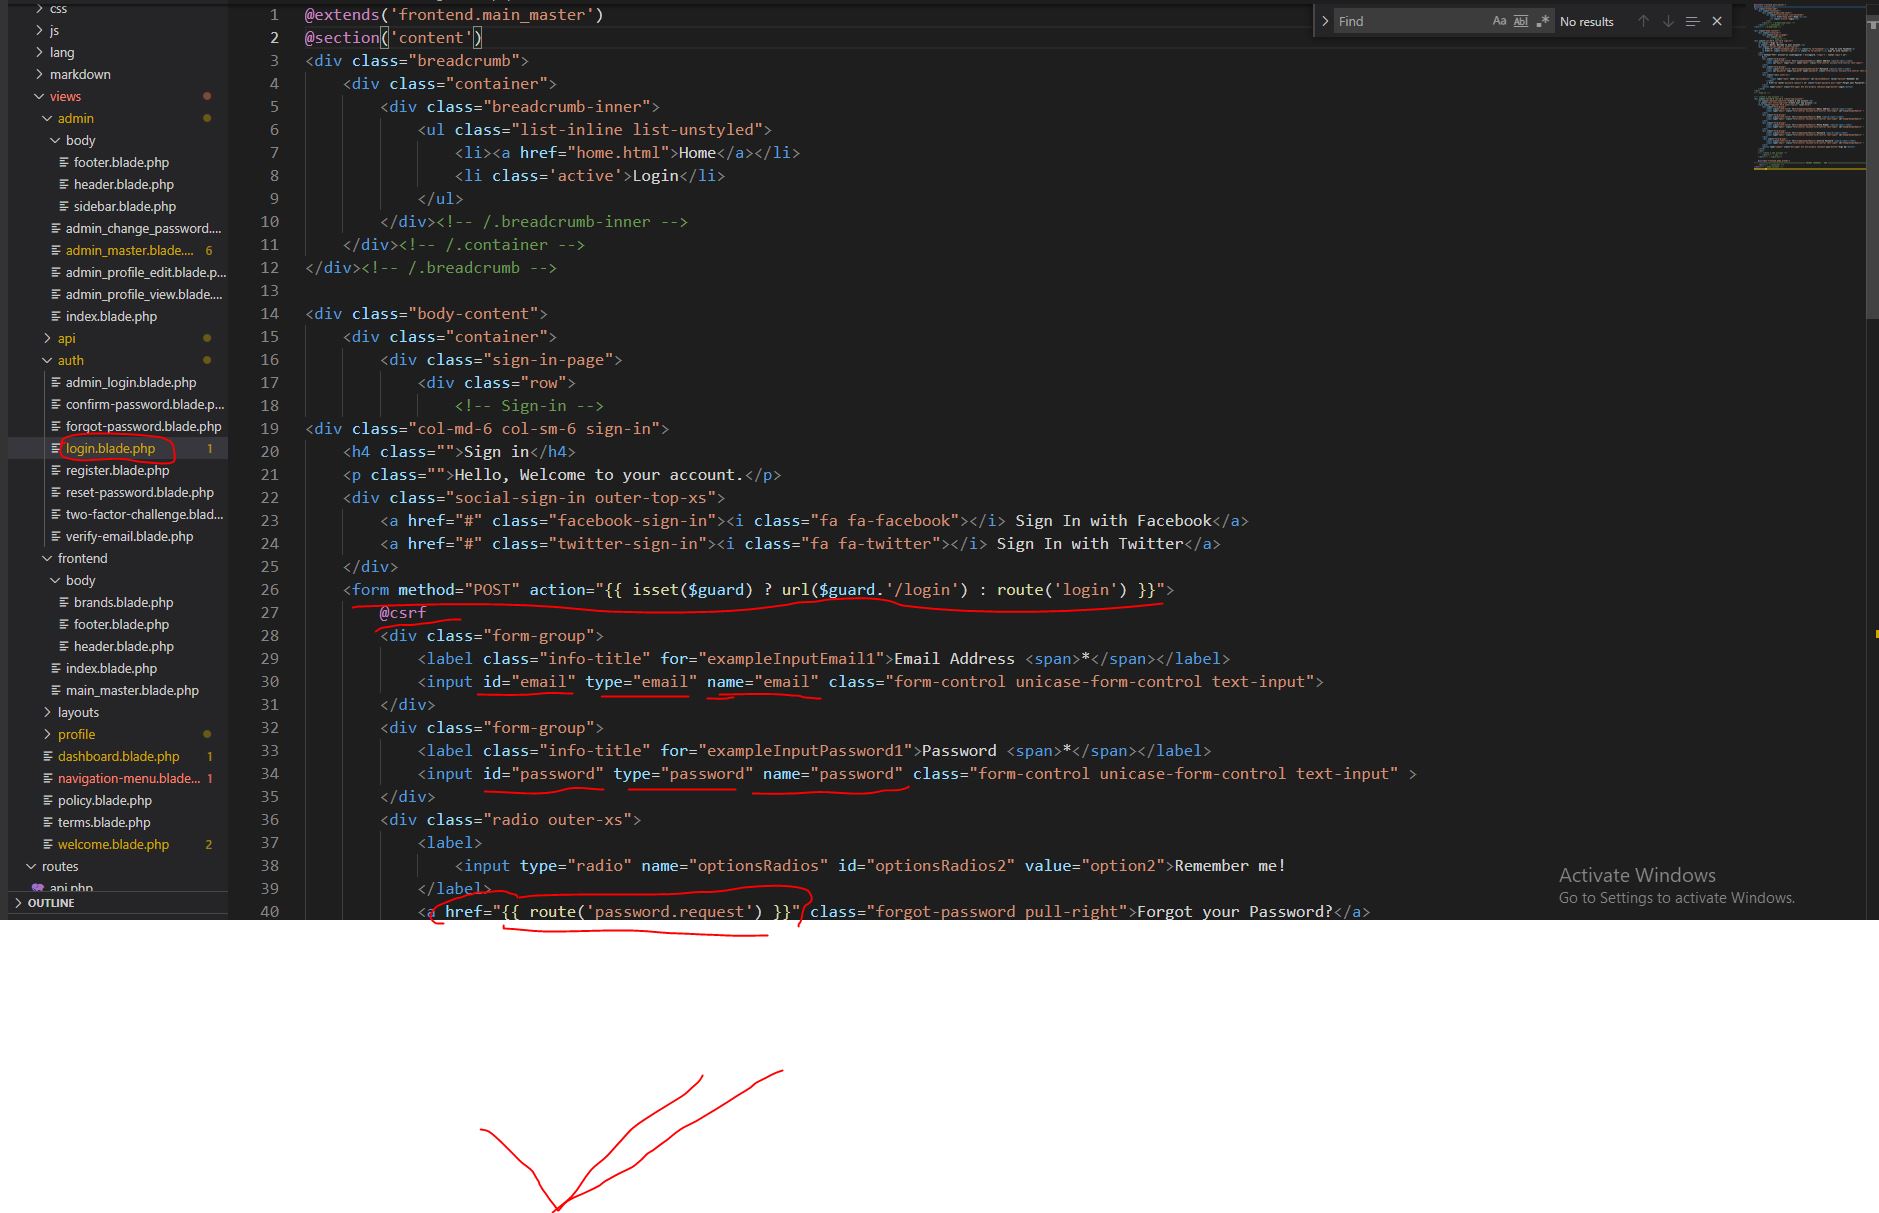 css
js
lang
markdown
views
admin
body
footer.blade.php
header.blade.php
sidebar.blade.php
admin_change_password....
admin_master.blade.... 6
admin_profile_edit.blade.p...
admin_profile_view.blade....
index.blade.php
api
auth
admin_login.blade.php
confirm-password.blade.p...
forgot-password.blade.php
login.blade.php 1
register.blade.php
reset-password.blade.php
two-factor-challenge.blad...
verify-email.blade.php
frontend
body
brands.blade.php
footer.blade.php
header.blade.php
index.blade.php
main_master.blade.php
layouts
profile
dashboard.blade.php 1
navigation-menu.blade... 1
policy.blade.php
terms.blade.php
welcome.blade.php 2
routes
api.php
OUTLINE
1 @extends('frontend.main_master')
2 @section('content')
3 <div class="breadcrumb">
4 <div class="container">
5 <div class="breadcrumb-inner">
6 <ul class="list-inline list-unstyled">
7 <li><a href="home.html">Home</a></li>
8 <li class='active'>Login</li>
9 </ul>
10 </div><!-- /.breadcrumb-inner -->
11 </div><!-- /.container -->
12 </div><!-- /.breadcrumb -->
13
14 <div class="body-content">
15 <div class="container">
16 <div class="sign-in-page">
17 <div class="row">
18 <!-- Sign-in -->
19 <div class="col-md-6 col-sm-6 sign-in">
20 <h4 class="">Sign in</h4>
21 <p class="">Hello, Welcome to your account.</p>
22 <div class="social-sign-in outer-top-xs">
23 <a href="#" class="facebook-sign-in"><i class="fa fa-facebook"></i> Sign In with Facebook</a>
24 <a href="#" class="twitter-sign-in"><i class="fa fa-twitter"></i> Sign In with Twitter</a>
25 </div>
26 <form method="POST" action="{{ isset($guard) ? url($guard.'/login') : route('login') }}">
27 @csrf
28 <div class="form-group">
29 <label class="info-title" for="exampleInputEmail1">Email Address <span>*</span></label>
30 <input id="email" type="email" name="email" class="form-control unicase-form-control text-input">
31 </div>
32 <div class="form-group">
33 <label class="info-title" for="exampleInputPassword1">Password <span>*</span></label>
34 <input id="password" type="password" name="password" class="form-control unicase-form-control text-input" >
35 </div>
36 <div class="radio outer-xs">
37 <label>
38 <input type="radio" name="optionsRadios" id="optionsRadios2" value="option2">Remember me!
39 </label>
40 <a href="{{ route('password.request') }}" class="forgot-password pull-right">Forgot your Password?</a>
Find Aa Abl .* No results
Activate Windows
Go to Settings to activate Windows.